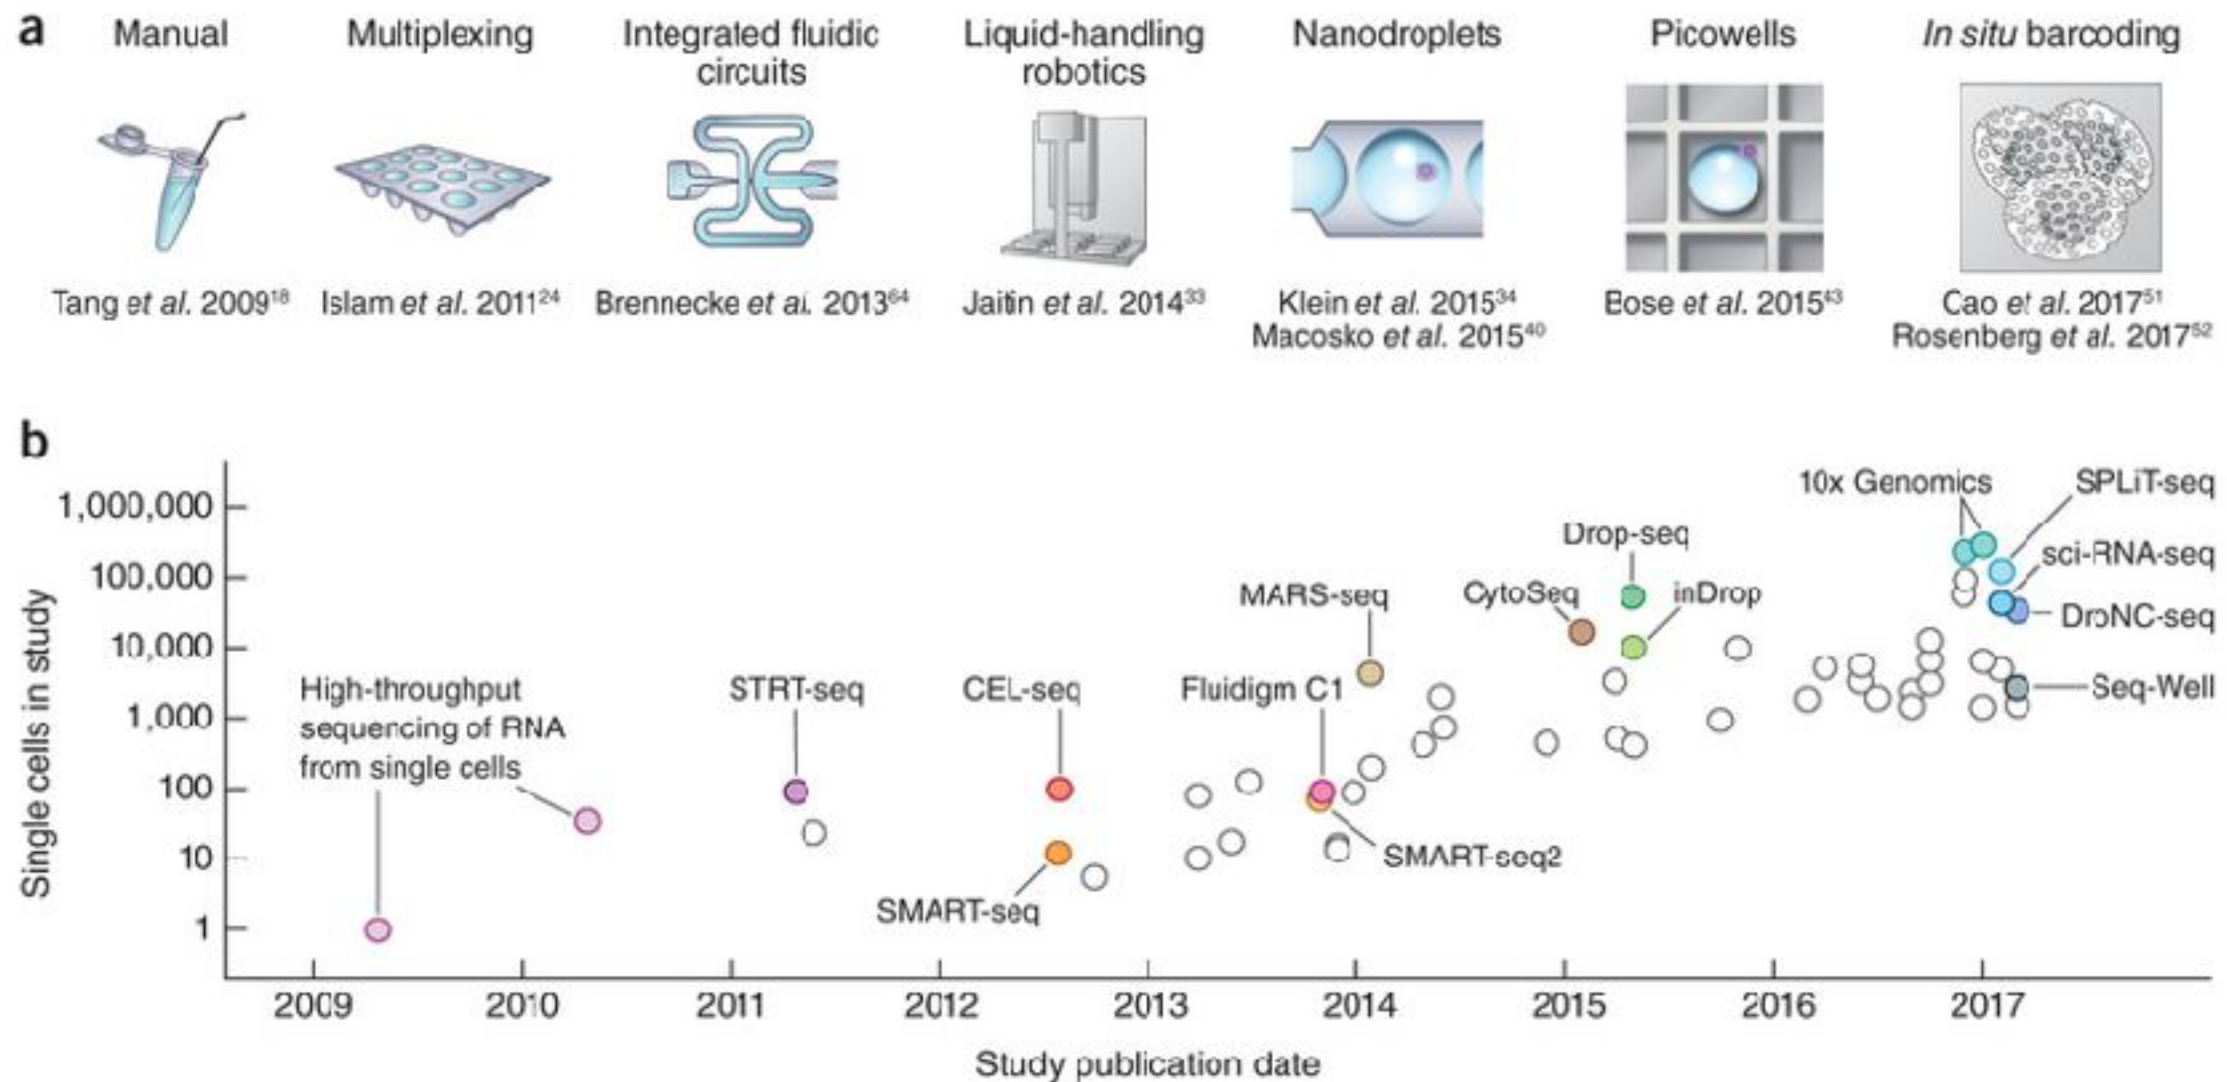 a
Manual
Multiplexing
Integrated fluidic
circuits
Liquid-handling
robotics
Nanodroplets
Picowells
In situ barcoding
Tang et al. 2009¹⁸
Islam et al. 2011²⁴
Brennecke et al. 2013⁶⁴
Jaitin et al. 2014³³
Klein et al. 2015³⁴
Macosko et al. 2015⁴⁰
Bose et al. 2015⁴³
Cao et al. 2017⁵¹
Rosenberg et al. 2017⁵²
b
Single cells in study
1,000,000
100,000
10,000
1,000
100
10
1
High-throughput
sequencing of RNA
from single cells
STRT-seq
CEL-seq
SMART-seq
Fluidigm C1
SMART-seq2
MARS-seq
CytoSeq
Drop-seq
inDrop
10x Genomics
SPLiT-seq
sci-RNA-seq
DroNC-seq
Seq-Well
2009
2010
2011
2012
2013
2014
2015
2016
2017
Study publication date